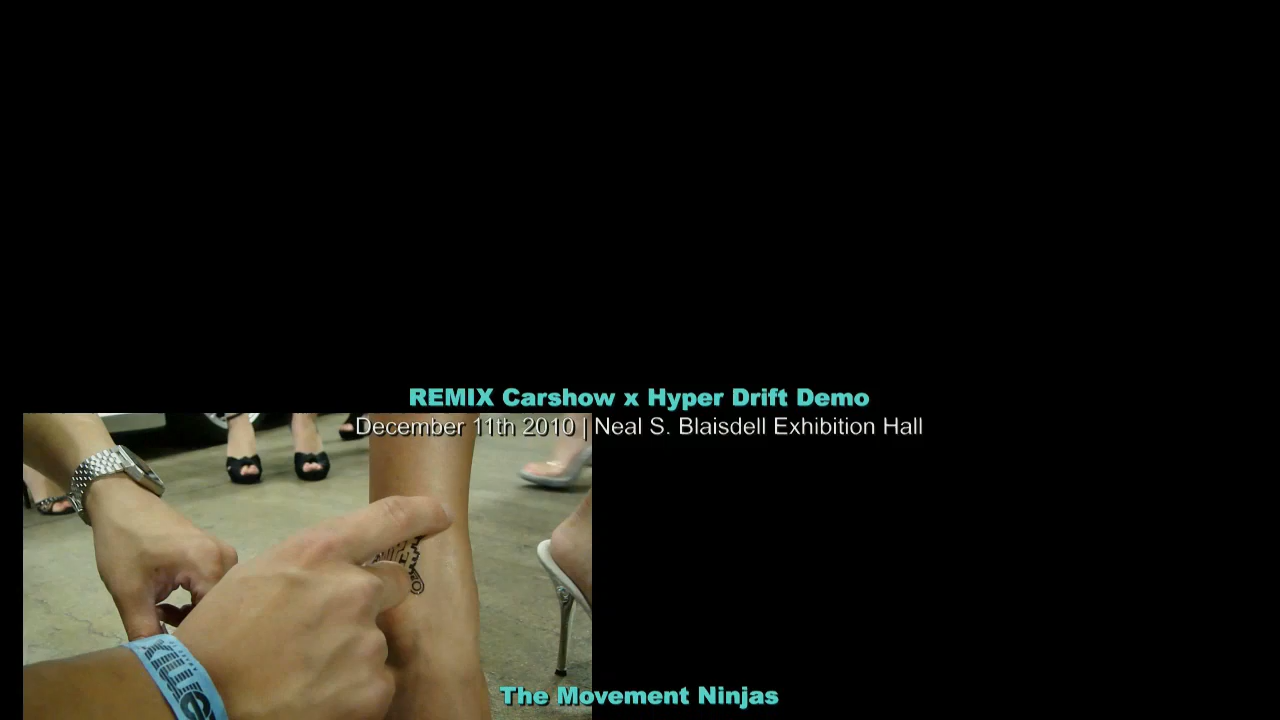 REMIX Carshow x Hyper Drift Demo
December 11th 2010 | Neal S. Blaisdell Exhibition Hall
The Movement Ninjas